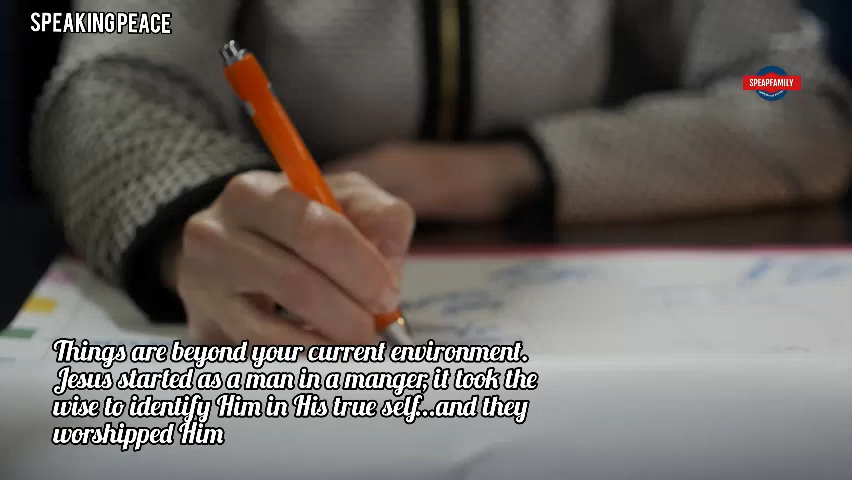 SPEAKINGPEACE
SPEAPFAMILY
Things are beyond your current environment.
Jesus started as a man in a manger, it took the
wise to identify Him in His true self...and they
worshipped Him